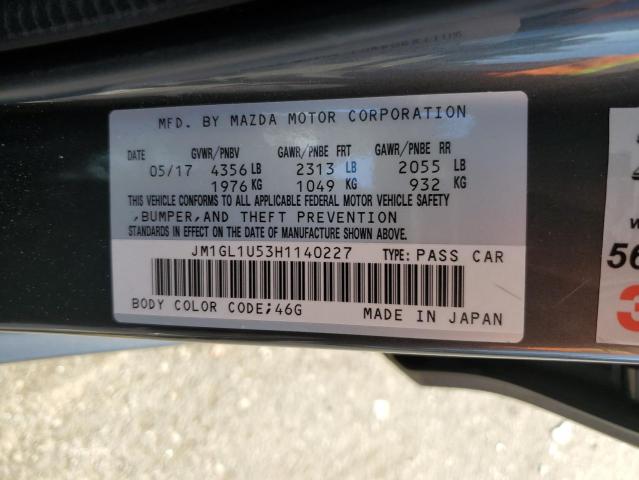 MFD. BY MAZDA MOTOR CORPORATION
DATE GVWR/PNBV GAWR/PNBE FRT GAWR/PNBE RR
05/17 4356 LB 2313 LB 2055 LB
1976 KG 1049 KG 932 KG
THIS VEHICLE CONFORMS TO ALL APPLICABLE FEDERAL MOTOR VEHICLE SAFETY
,BUMPER,AND THEFT PREVENTION
STANDARDS IN EFFECT ON THE DATE OF MANUFACTURE SHOWN ABOVE.
JM1GL1U53H1140227 TYPE: PASS CAR
BODY COLOR CODE;46G MADE IN JAPAN
56
3